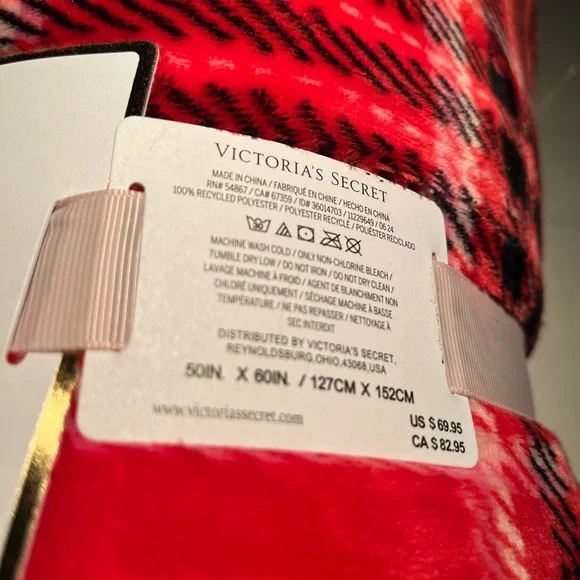 VICTORIA'S SECRET
MADE IN CHINA / FABRIQUÉ EN CHINE / HECHO EN CHINA
RN# 54867 / CA# 67359 / ID# 36014703 / 11229649 / 06 24
100% RECYCLED POLYESTER / POLYESTER RECYCLÉ / POLIÉSTER RECICLADO
MACHINE WASH COLD / ONLY NON-CHLORINE BLEACH /
TUMBLE DRY LOW / DO NOT IRON / DO NOT DRY CLEAN /
LAVAGE MACHINE À FROID / AGENT DE BLANCHIMENT NON
CHLORÉ UNIQUEMENT / SÉCHAGE MACHINE À BASSE
TEMPÉRATURE / NE PAS REPASSER / NETTOYAGE À
SEC INTERDIT
DISTRIBUTED BY VICTORIA'S SECRET,
REYNOLDSBURG, OHIO, 43068, USA
50IN. X 60IN. / 127CM X 152CM
www.victoriassecret.com
US $ 69.95
CA $ 82.95